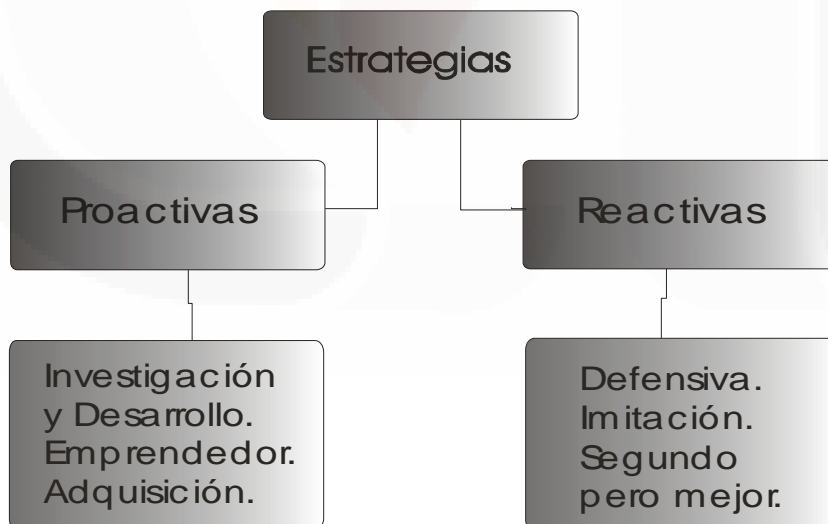 Estrategias
Proactivas
Reactivas
Investigación
y Desarrollo.
Emprendedor.
Adquisición.
Defensiva.
Imitación.
Segundo
pero mejor.